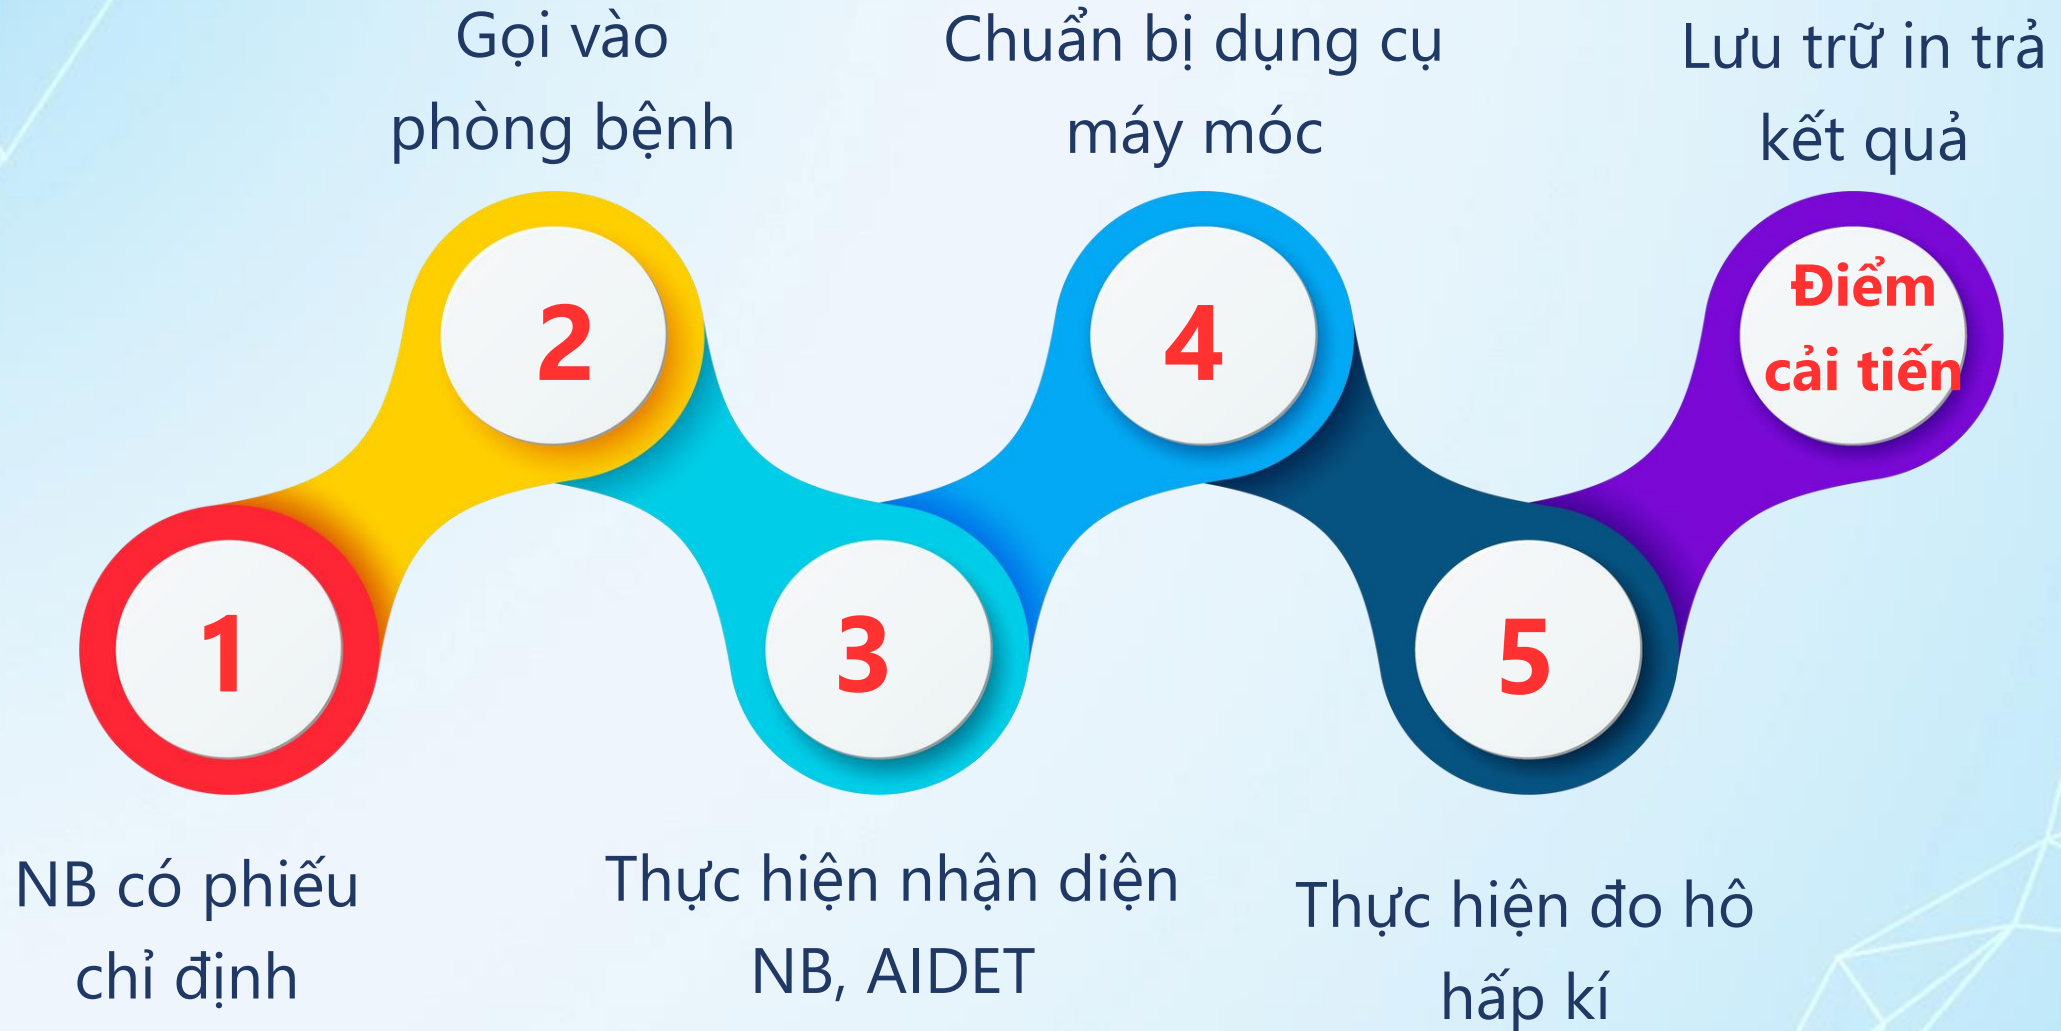 1
NB có phiếu
chỉ định
Gọi vào
phòng bệnh
2
3
Thực hiện nhận diện
NB, AIDET
Chuẩn bị dụng cụ
máy móc
4
5
Thực hiện đo hô
hấp kí
Lưu trữ in trả
kết quả
Điểm
cải tiến